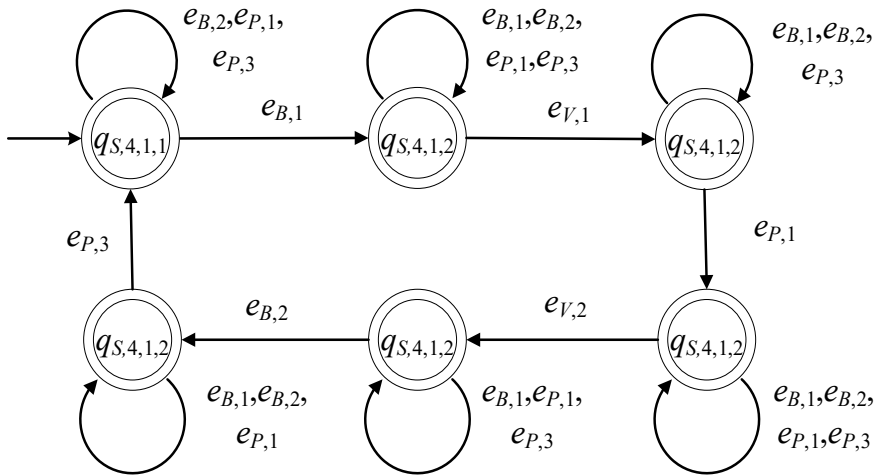 e_{B,2},e_{P,1},
e_{P,3}
e_{B,1},e_{B,2},
e_{P,1},e_{P,3}
e_{B,1},e_{B,2},
e_{P,3}
q_{S,4,1,1}
e_{B,1}
q_{S,4,1,2}
e_{V,1}
q_{S,4,1,2}
e_{P,3}
e_{P,1}
q_{S,4,1,2}
e_{B,2}
q_{S,4,1,2}
e_{V,2}
q_{S,4,1,2}
e_{B,1},e_{B,2},
e_{P,1}
e_{B,1},e_{P,1},
e_{P,3}
e_{B,1},e_{B,2},
e_{P,1},e_{P,3}